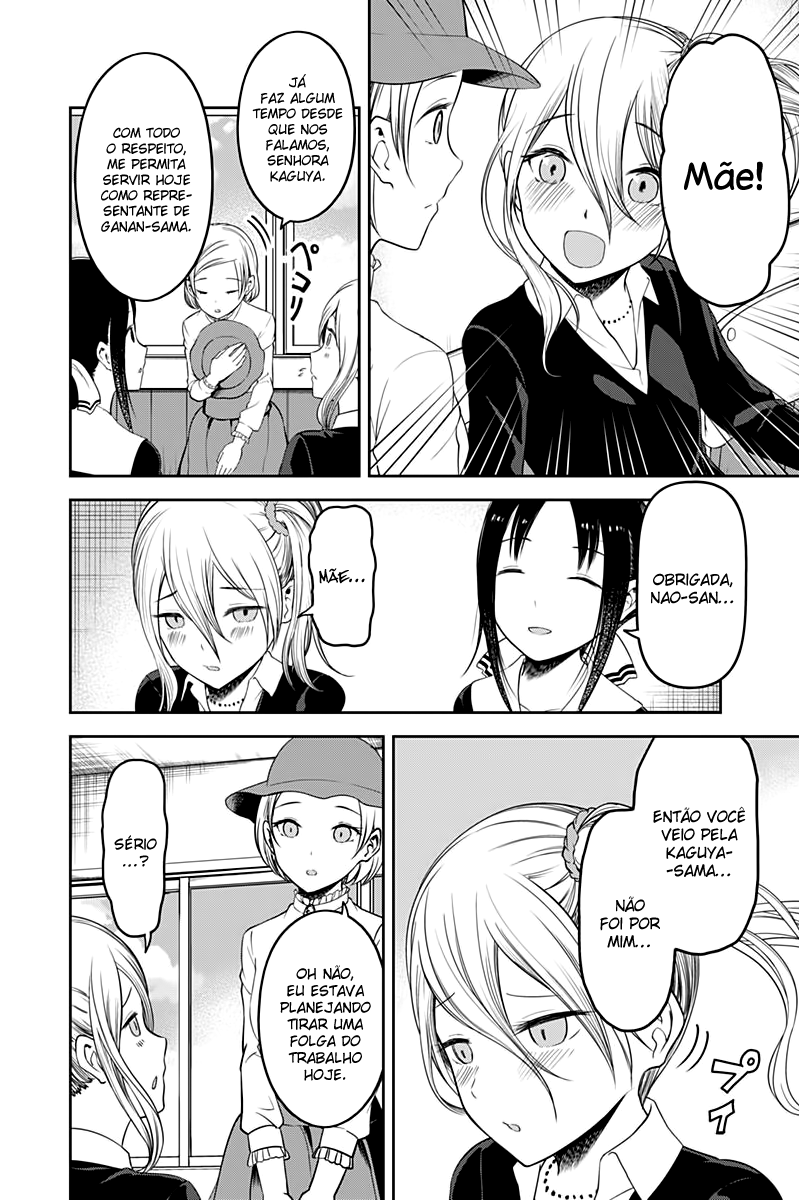 Mãe!
JÁ
FAZ ALGUM
TEMPO DESDE
QUE NOS
FALAMOS,
SENHORA
KAGUYA.
COM TODO
O RESPEITO,
ME PERMITA
SERVIR HOJE
COMO REPRE-
SENTANTE DE
GANAN-SAMA.
ペコリ
OBRIGADA,
NAO-SAN...
MÃE...
ENTÃO VOCÊ
VEIO PELA
KAGUYA-
SAMA...
NÃO
FOI POR
MIM...
プイ
OH NÃO,
EU ESTAVA
PLANEJANDO
TIRAR UMA
FOLGA DO
TRABALHO
HOJE.
SÉRIO
...?